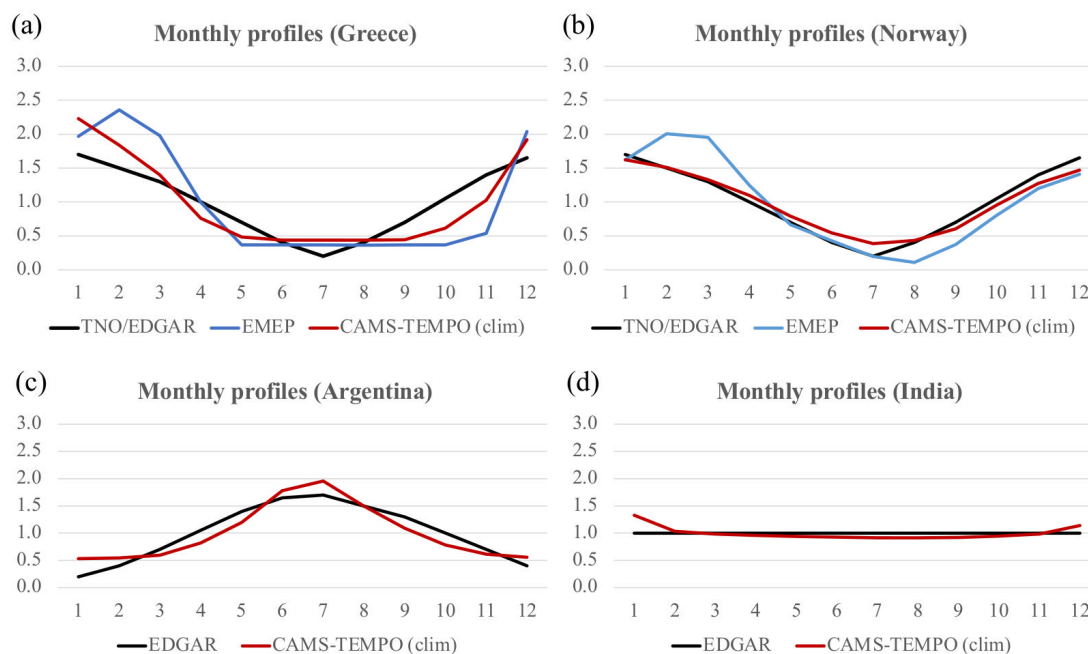 (a)
Monthly profiles (Greece)
3.0
2.5
2.0
1.5
1.0
0.5
0.0
1 2 3 4 5 6 7 8 9 10 11 12
TNO/EDGAR EMEP CAMS-TEMPO (clim)
(b)
Monthly profiles (Norway)
3.0
2.5
2.0
1.5
1.0
0.5
0.0
1 2 3 4 5 6 7 8 9 10 11 12
TNO/EDGAR EMEP CAMS-TEMPO (clim)
(c)
Monthly profiles (Argentina)
3.0
2.5
2.0
1.5
1.0
0.5
0.0
1 2 3 4 5 6 7 8 9 10 11 12
EDGAR CAMS-TEMPO (clim)
(d)
Monthly profiles (India)
3.0
2.5
2.0
1.5
1.0
0.5
0.0
1 2 3 4 5 6 7 8 9 10 11 12
EDGAR CAMS-TEMPO (clim)